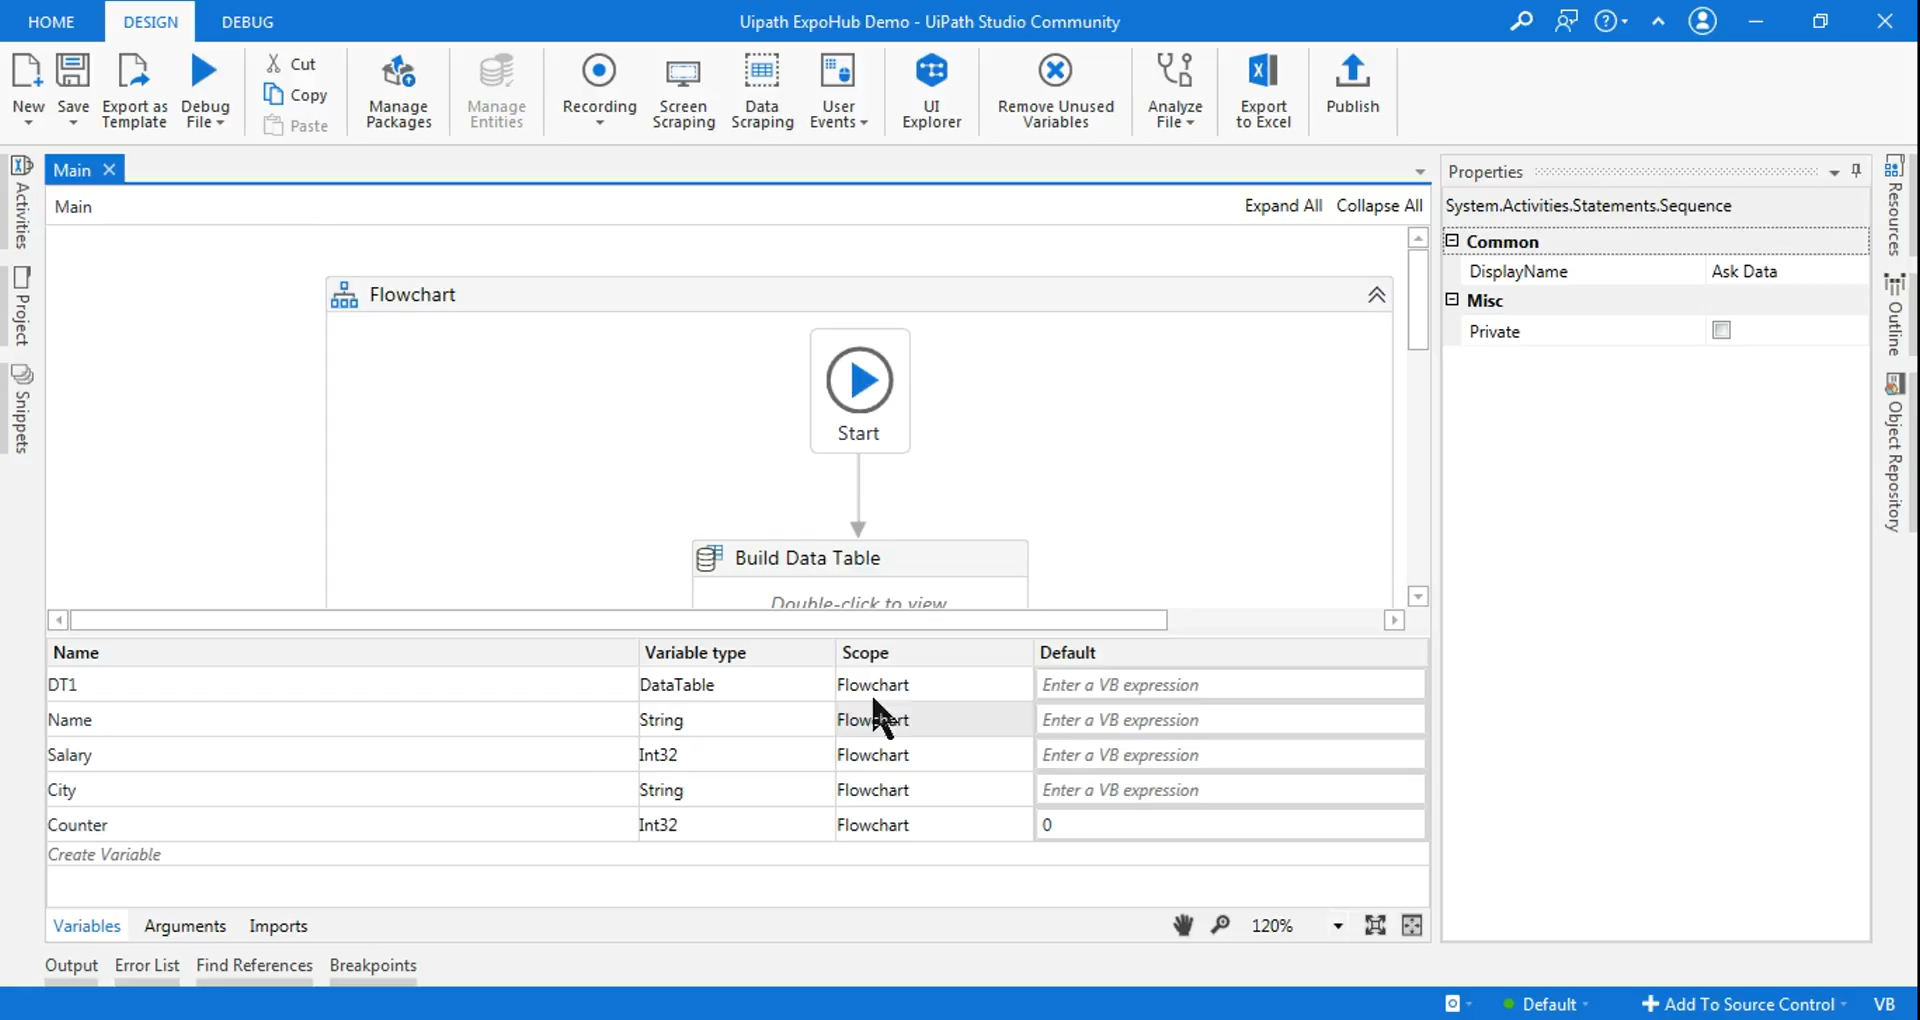 HOME DESIGN DEBUG Uipath ExpoHub Demo - UiPath Studio Community
New Save Export as Template Debug File Cut Copy Paste Manage Packages Manage Entities Recording Screen Scraping Data Scraping User Events UI Explorer Remove Unused Variables Analyze File Export to Excel Publish
Activities
Project
Snippets
Main
Main Expand All Collapse All
Flowchart
Start
Build Data Table
Double-click to view
Name Variable type Scope Default
DT1 DataTable Flowchart Enter a VB expression
Name String Flowchart Enter a VB expression
Salary Int32 Flowchart Enter a VB expression
City String Flowchart Enter a VB expression
Counter Int32 Flowchart 0
Create Variable
Variables Arguments Imports 120%
Output Error List Find References Breakpoints
Properties
System.Activities.Statements.Sequence
Common
DisplayName Ask Data
Misc
Private
Resources
Outline
Object Repository
Default Add To Source Control VB